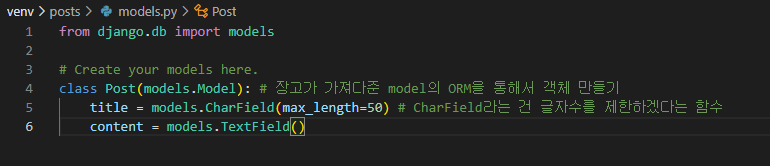 venv > posts > models.py > Post
1 from django.db import models
2
3 # Create your models here.
4 class Post(models.Model): # 장고가 가져다준 model의 ORM을 통해서 객체 만들기
5 title = models.CharField(max_length=50) # CharField라는 건 글자수를 제한하겠다는 함수
6 content = models.TextField()